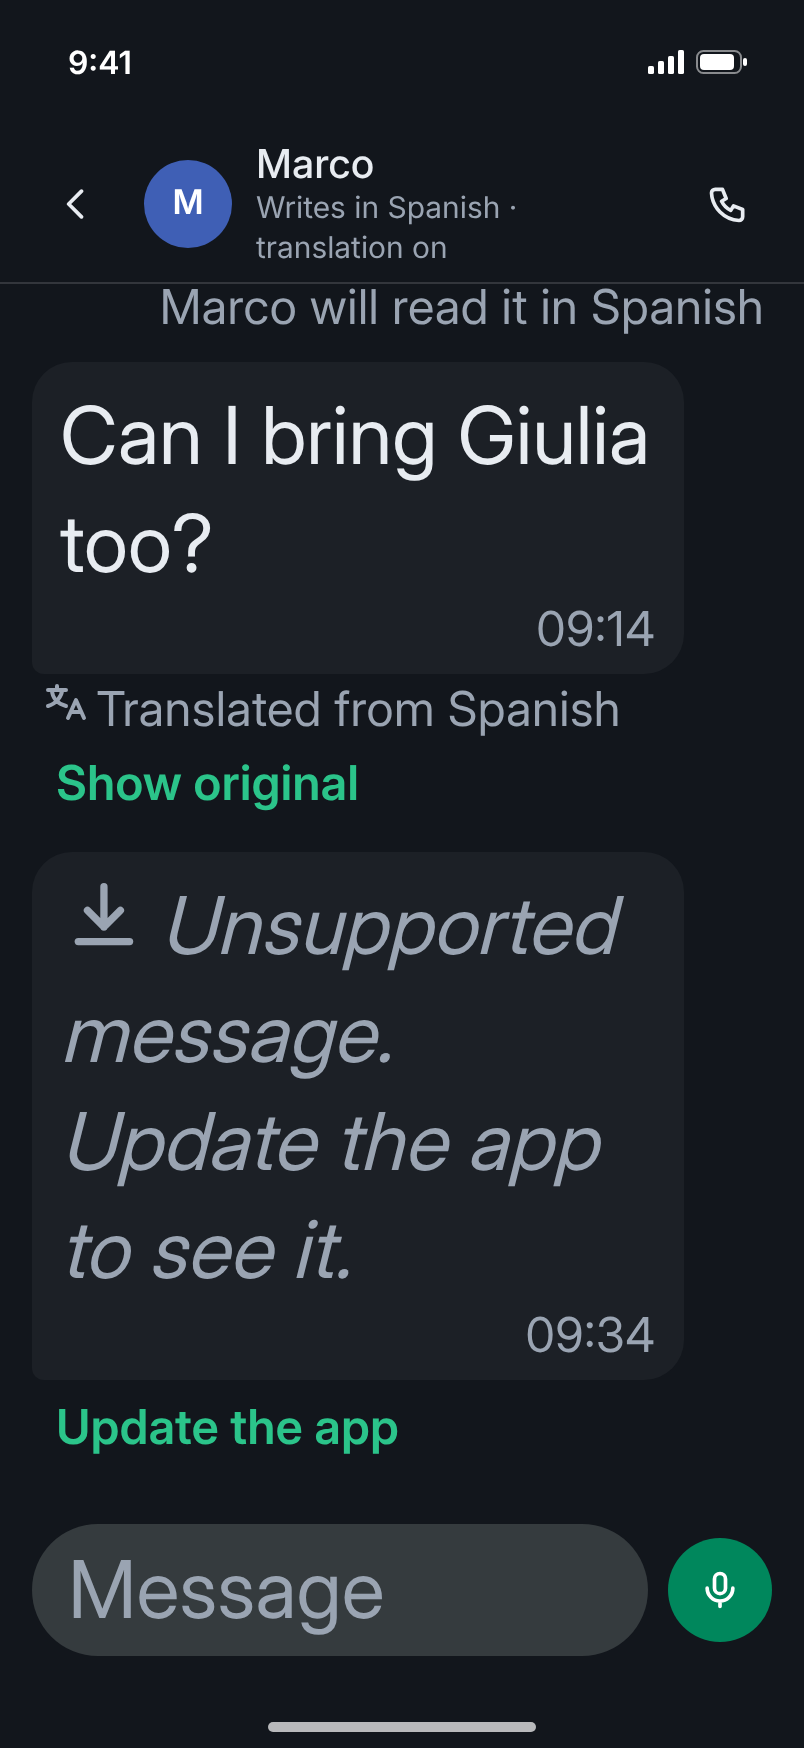 9:41
M
Marco
Writes in Spanish ·
translation on
Marco will read it in Spanish
Can I bring Giulia
too?
09:14
Translated from Spanish
Show original
Unsupported
message.
Update the app
to see it.
09:34
Update the app
Message